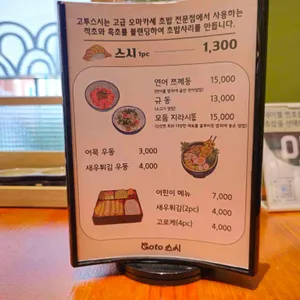 고투스시는 고급 오마카세 초밥 전문점에서 사용하는
적초와 흑초를 블렌딩하여 초밥샤리를 만듭니다.
스시 1pc 1,300
연어 뜨께동 15,000
규 동 13,000
모둠 지라시동 15,000
어묵 우동 3,000
새우튀김 우동 4,000
어린이 메뉴 7,000
새우튀김(2pc) 4,000
고로케(4pc) 4,000
Goto 스시